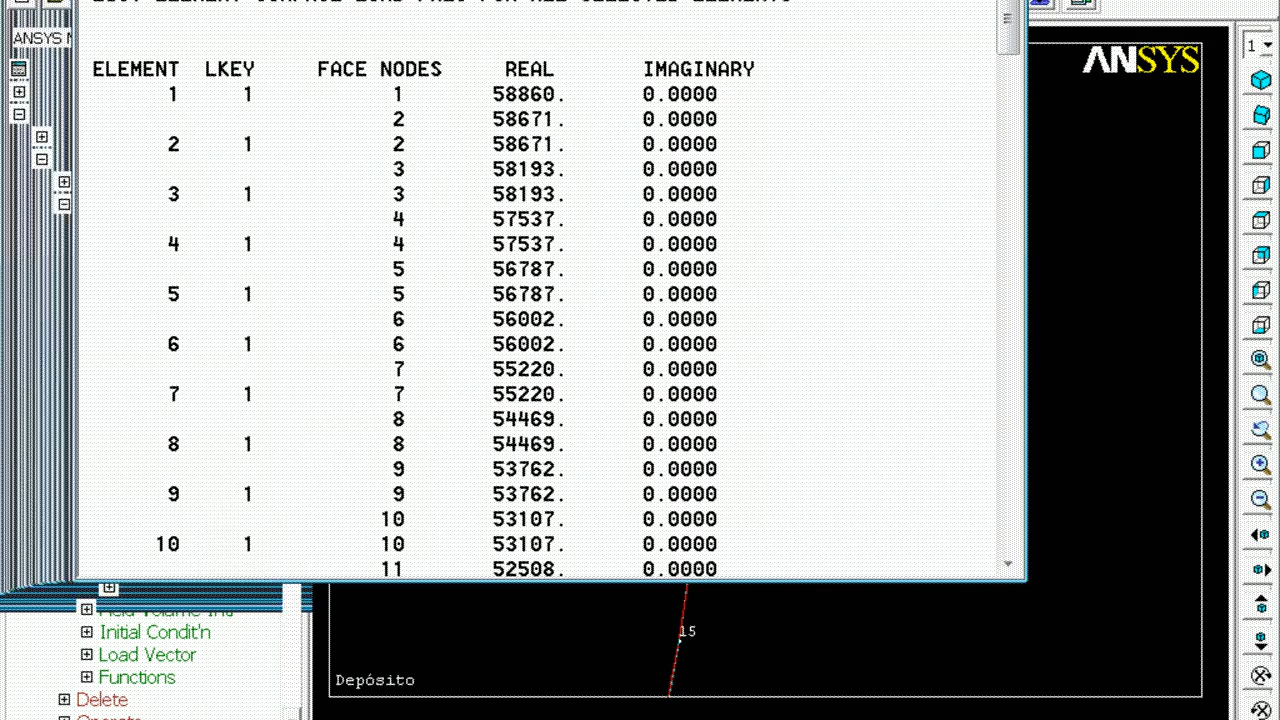 ANSYS
ELEMENT LKEY FACE NODES REAL IMAGINARY
1 1 1 58860. 0.0000
2 58671. 0.0000
2 1 2 58671. 0.0000
3 58193. 0.0000
3 1 3 58193. 0.0000
4 57537. 0.0000
4 1 4 57537. 0.0000
5 56787. 0.0000
5 1 5 56787. 0.0000
6 56002. 0.0000
6 1 6 56002. 0.0000
7 55220. 0.0000
7 1 7 55220. 0.0000
8 54469. 0.0000
8 1 8 54469. 0.0000
9 53762. 0.0000
9 1 9 53762. 0.0000
10 53107. 0.0000
10 1 10 53107. 0.0000
11 52508. 0.0000
ANSYS
1
Initial Condit'n
Load Vector
Functions
Delete
15
Depósito